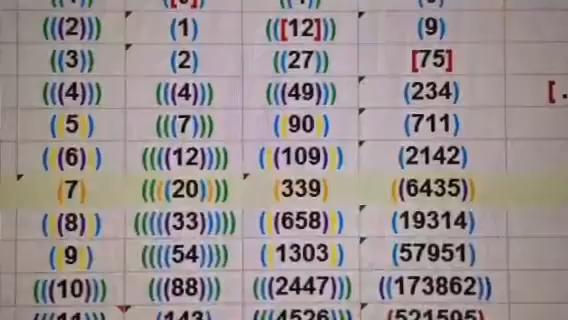 (((2))) (1) (([12])) (9)
((3)) (2) ((27)) [75]
(((4))) (((4))) (((49))) (234)
( 5 ) (((7))) ( 90 ) (711)
( (6) ) ((((12)))) ( (109) ) (2142)
(7) ((((20)))) (339) ((6435))
( (8) ) (((((33))))) ( (658) ) (19314)
( 9 ) ((((54)))) ( 1303 ) (57951)
(((10))) (((88))) (((2447))) ((173862))